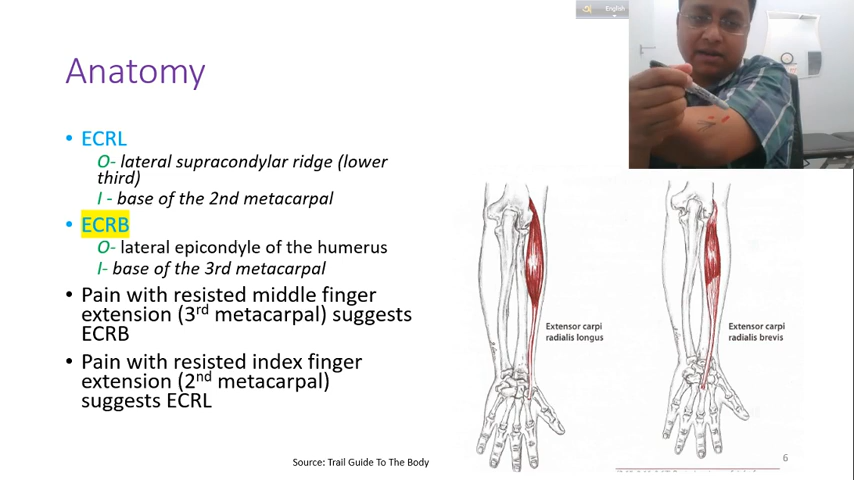 English
Anatomy
• ECRL
O- lateral supracondylar ridge (lower
third)
I - base of the 2nd metacarpal
• ECRB
O- lateral epicondyle of the humerus
I- base of the 3rd metacarpal
• Pain with resisted middle finger
extension (3rd metacarpal) suggests
ECRB
• Pain with resisted index finger
extension (2nd metacarpal)
suggests ECRL
Extensor carpi
radialis longus
Extensor carpi
radialis brevis
Source: Trail Guide To The Body
6